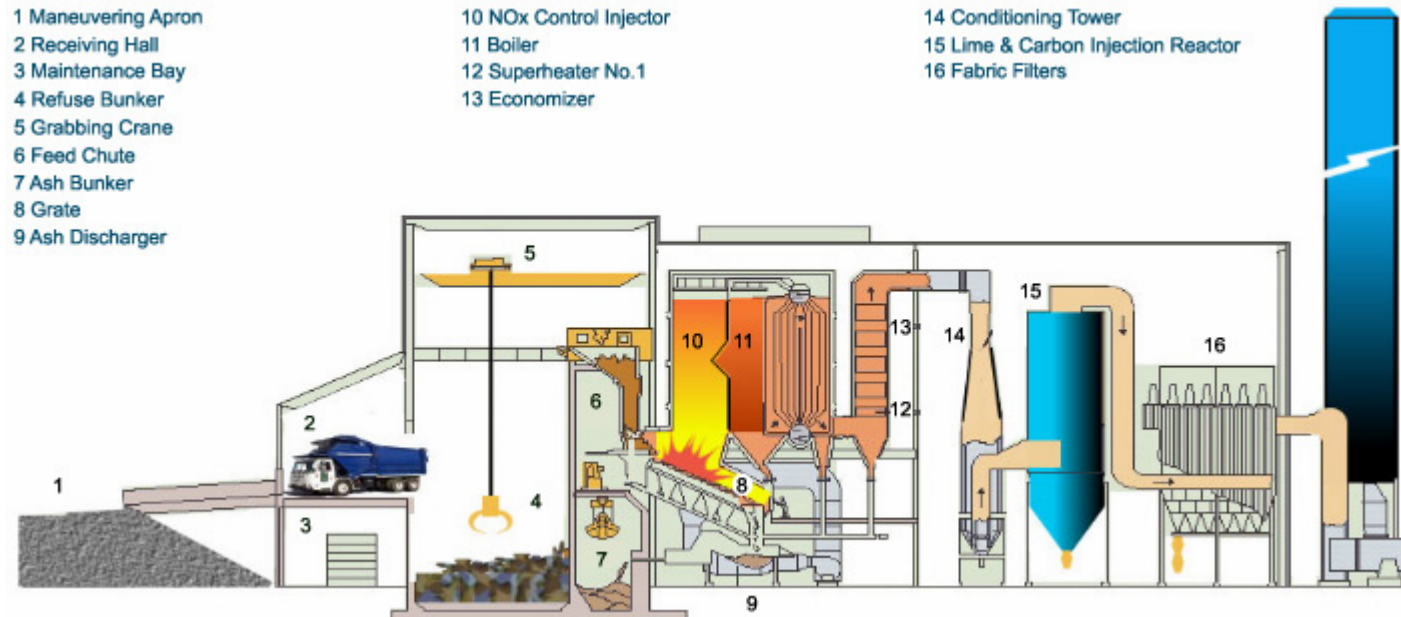 1 Maneuvering Apron
2 Receiving Hall
3 Maintenance Bay
4 Refuse Bunker
5 Grabbing Crane
6 Feed Chute
7 Ash Bunker
8 Grate
9 Ash Discharger
10 NOx Control Injector
11 Boiler
12 Superheater No.1
13 Economizer
14 Conditioning Tower
15 Lime & Carbon Injection Reactor
16 Fabric Filters
5
15
13
10
11
14
16
6
12
2
1
4
8
3
7
9